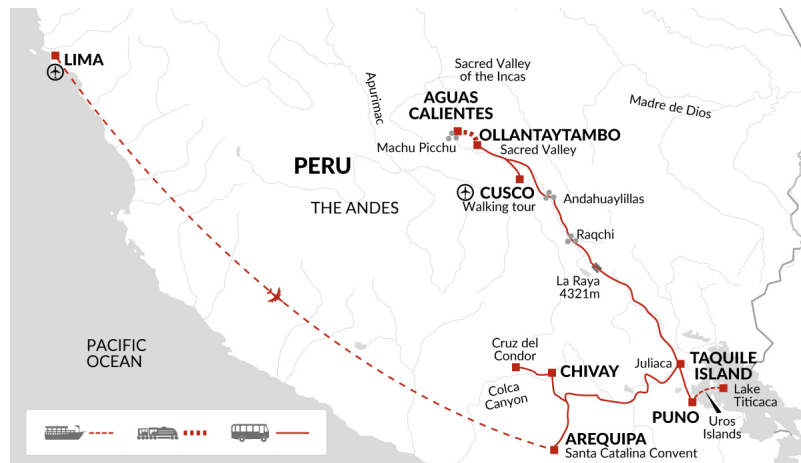 LIMA
Sacred Valley
of the Incas
Apurimac
Madre de Dios
AGUAS
CALIENTES
OLLANTAYTAMBO
Machu Picchu
Sacred Valley
PERU
CUSCO
Walking tour
Andahuaylillas
THE ANDES
Raqchi
La Raya
4321m
PACIFIC
OCEAN
Cruz del
Condor
CHIVAY
Juliaca
TAQUILE
ISLAND
Colca
Canyon
Lake
Titicaca
PUNO
Uros
Islands
AREQUIPA
Santa Catalina Convent